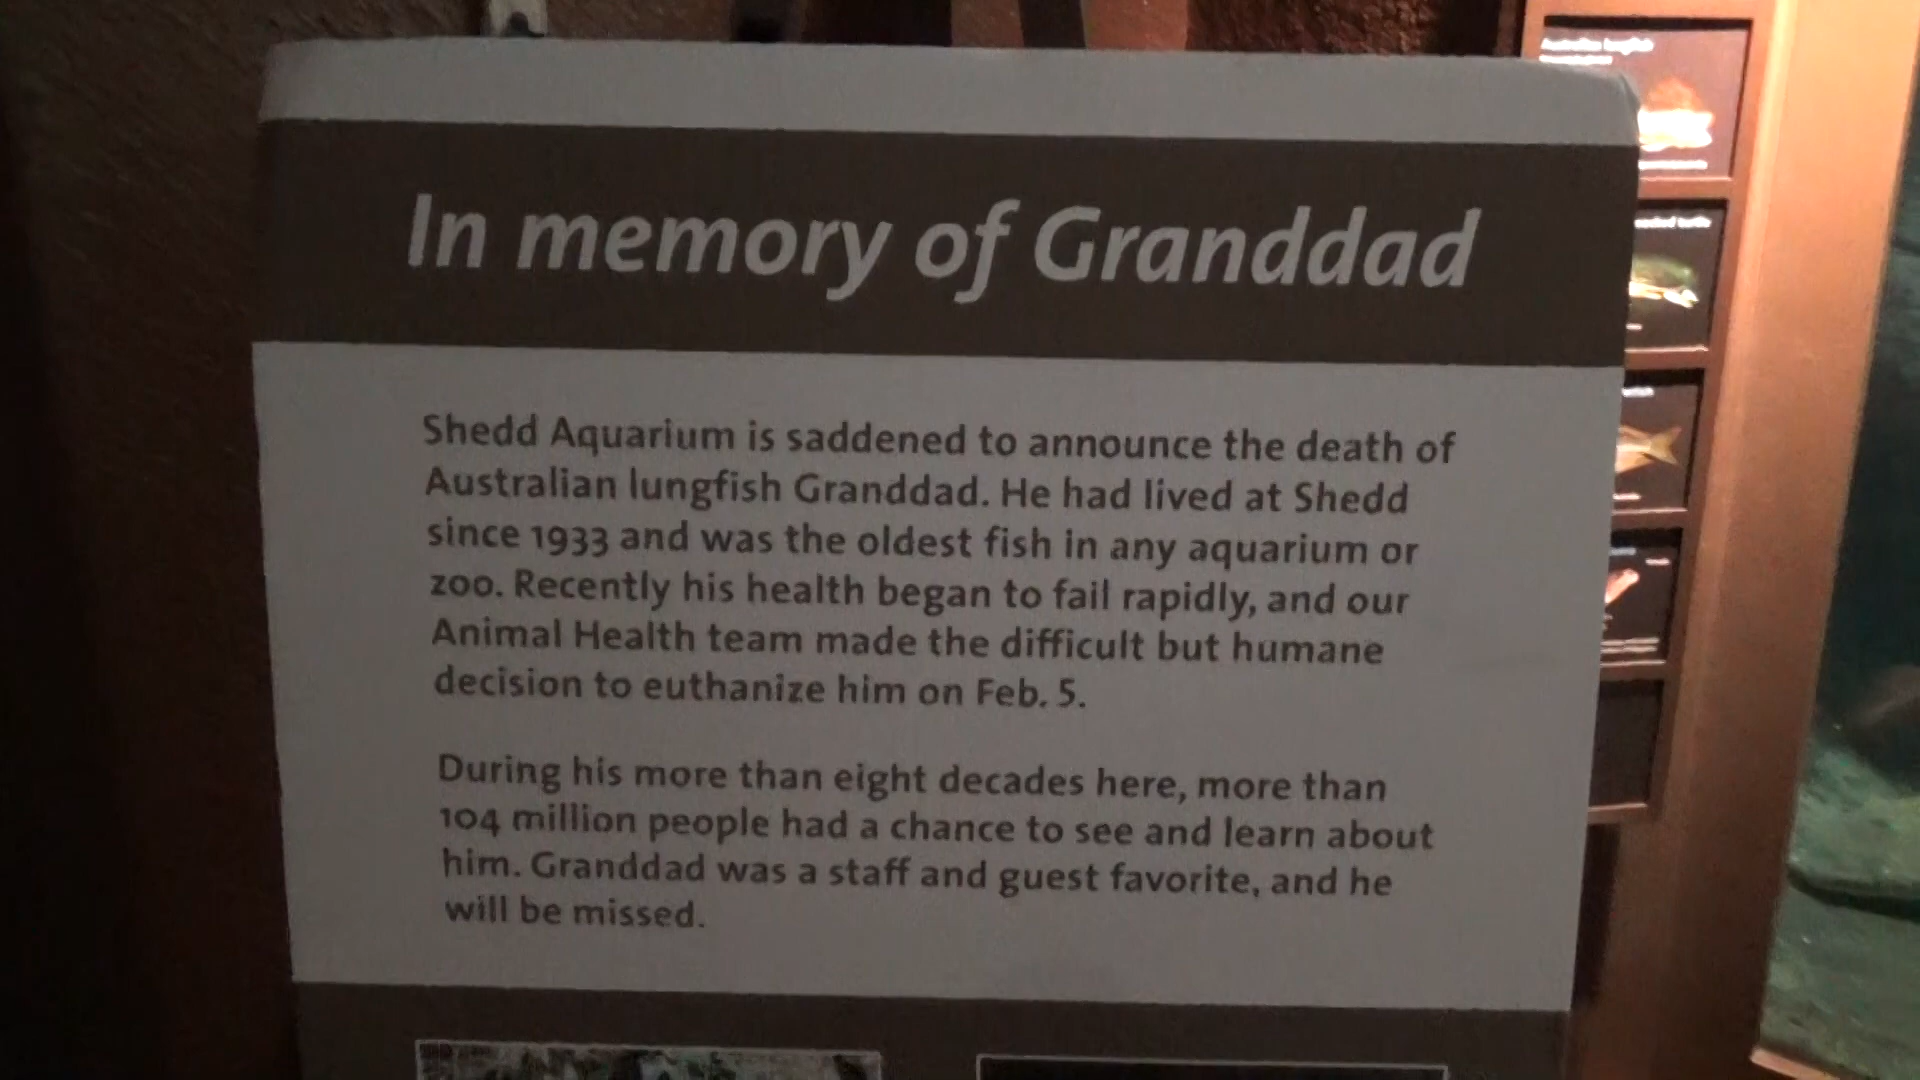 In memory of Granddad
Shedd Aquarium is saddened to announce the death of
Australian lungfish Granddad. He had lived at Shedd
since 1933 and was the oldest fish in any aquarium or
zoo. Recently his health began to fail rapidly, and our
Animal Health team made the difficult but humane
decision to euthanize him on Feb. 5.
During his more than eight decades here, more than
104 million people had a chance to see and learn about
him. Granddad was a staff and guest favorite, and he
will be missed.
Australian lungfish
turtle